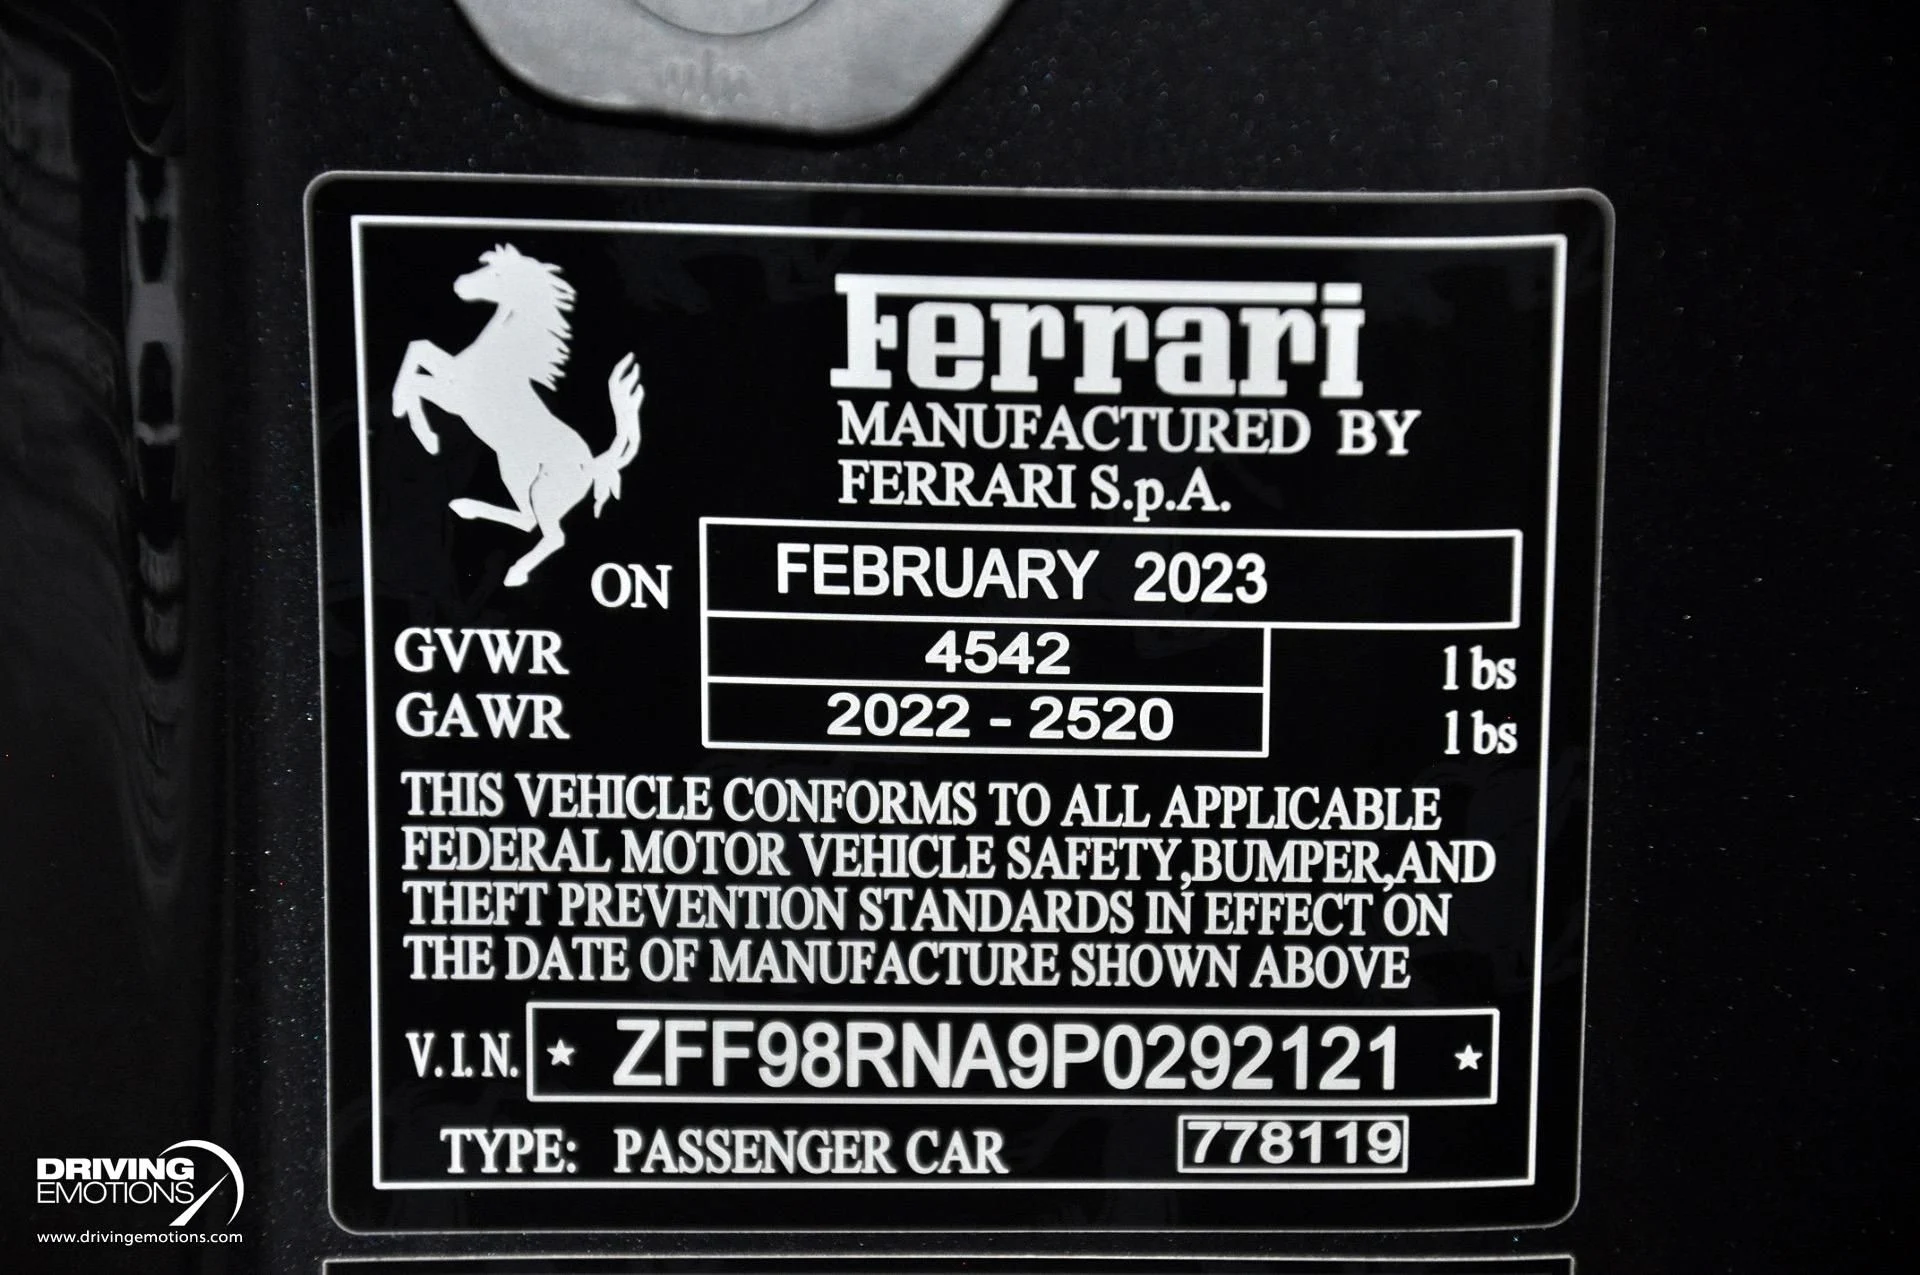 Ferrari
MANUFACTURED BY
FERRARI S.p.A.
ON FEBRUARY 2023
GVWR 4542 lbs
GAWR 2022 - 2520 lbs
THIS VEHICLE CONFORMS TO ALL APPLICABLE
FEDERAL MOTOR VEHICLE SAFETY,BUMPER,AND
THEFT PREVENTION STANDARDS IN EFFECT ON
THE DATE OF MANUFACTURE SHOWN ABOVE
V.I.N. ★ ZFF98RNA9P0292121 ★
TYPE: PASSENGER CAR 778119
DRIVING
EMOTIONS
www.drivingemotions.com